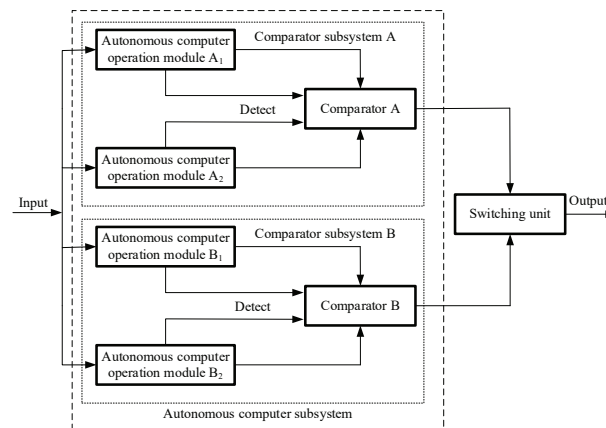 Autonomous computer
operation module A₁
Comparator subsystem A
Detect
Comparator A
Autonomous computer
operation module A₂
Input
Switching unit
Output
Autonomous computer
operation module B₁
Comparator subsystem B
Detect
Comparator B
Autonomous computer
operation module B₂
Autonomous computer subsystem